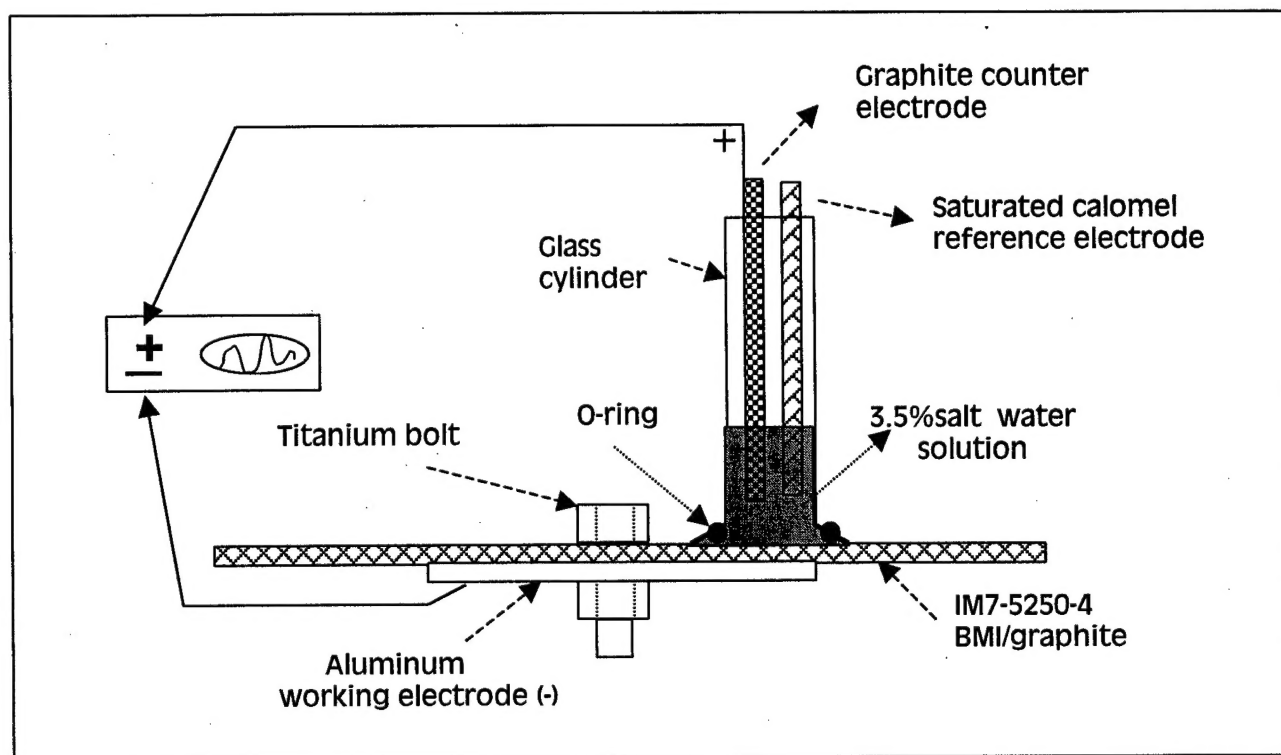 Graphite counter
electrode
+
Saturated calomel
reference electrode
Glass
cylinder
+
−
Titanium bolt
O-ring
3.5%salt water
solution
IM7-5250-4
BMI/graphite
Aluminum
working electrode (-)